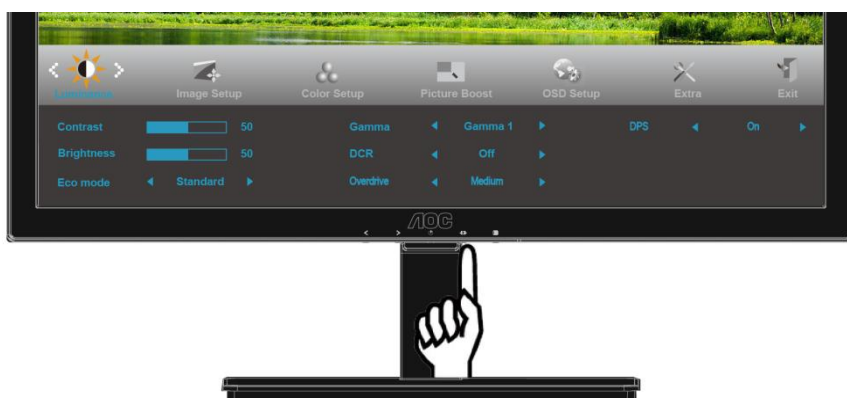 Luminance Image Setup Color Setup Picture Boost OSD Setup Extra Exit
Contrast 50 Gamma Gamma 1 DPS On
Brightness 50 DCR Off
Eco mode Standard Overdrive Medium
AOC